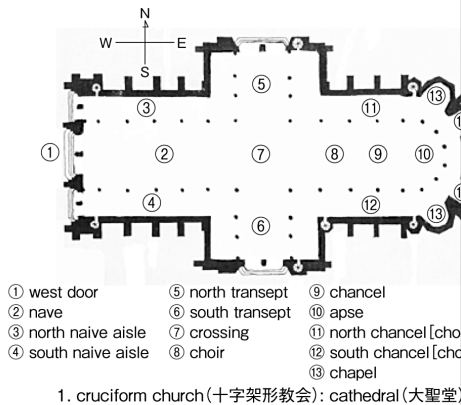 N
W E
S
⑤ ⑬
③ ⑪
① ② ⑦ ⑧ ⑨ ⑩
④ ⑫
⑥ ⑬
① west door
② nave
③ north naive aisle
④ south naive aisle
⑤ north transept
⑥ south transept
⑦ crossing
⑧ choir
⑨ chancel
⑩ apse
⑪ north chancel [cho
⑫ south chancel [cho
⑬ chapel
1. cruciform church(十字架形教会): cathedral(大聖堂)